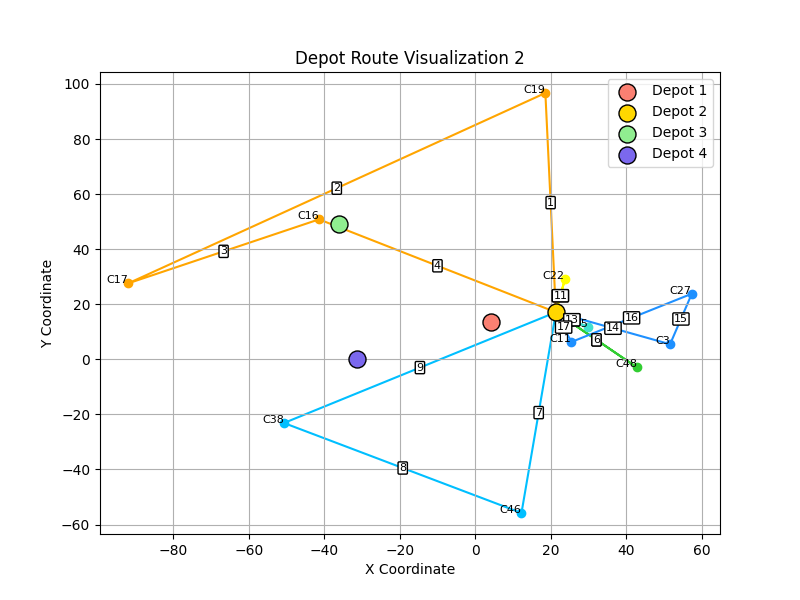 Depot Route Visualization 2
Depot 1
Depot 2
Depot 3
Depot 4
Y Coordinate
100
80
60
40
20
0
−20
−40
−60
−80
−60
−40
−20
0
20
40
60
X Coordinate
C19
C16
C17
C22
C27
C11
C3
C48
C38
C46
1
2
3
4
11
13
17
14
16
15
6
9
7
8